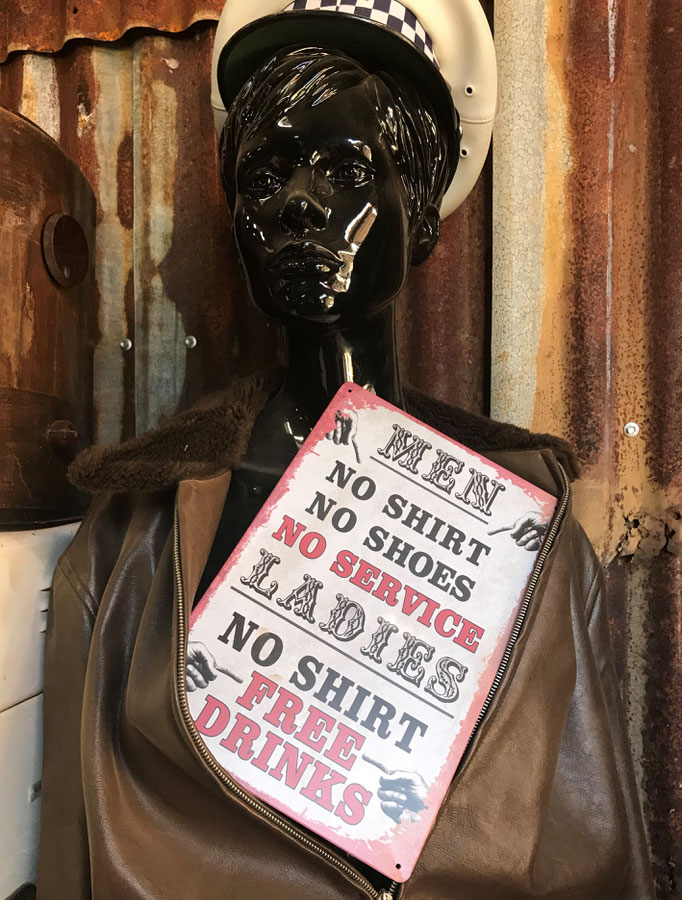 MEN
NO SHIRT
NO SHOES
NO SERVICE
LADIES
NO SHIRT
FREE
DRINKS